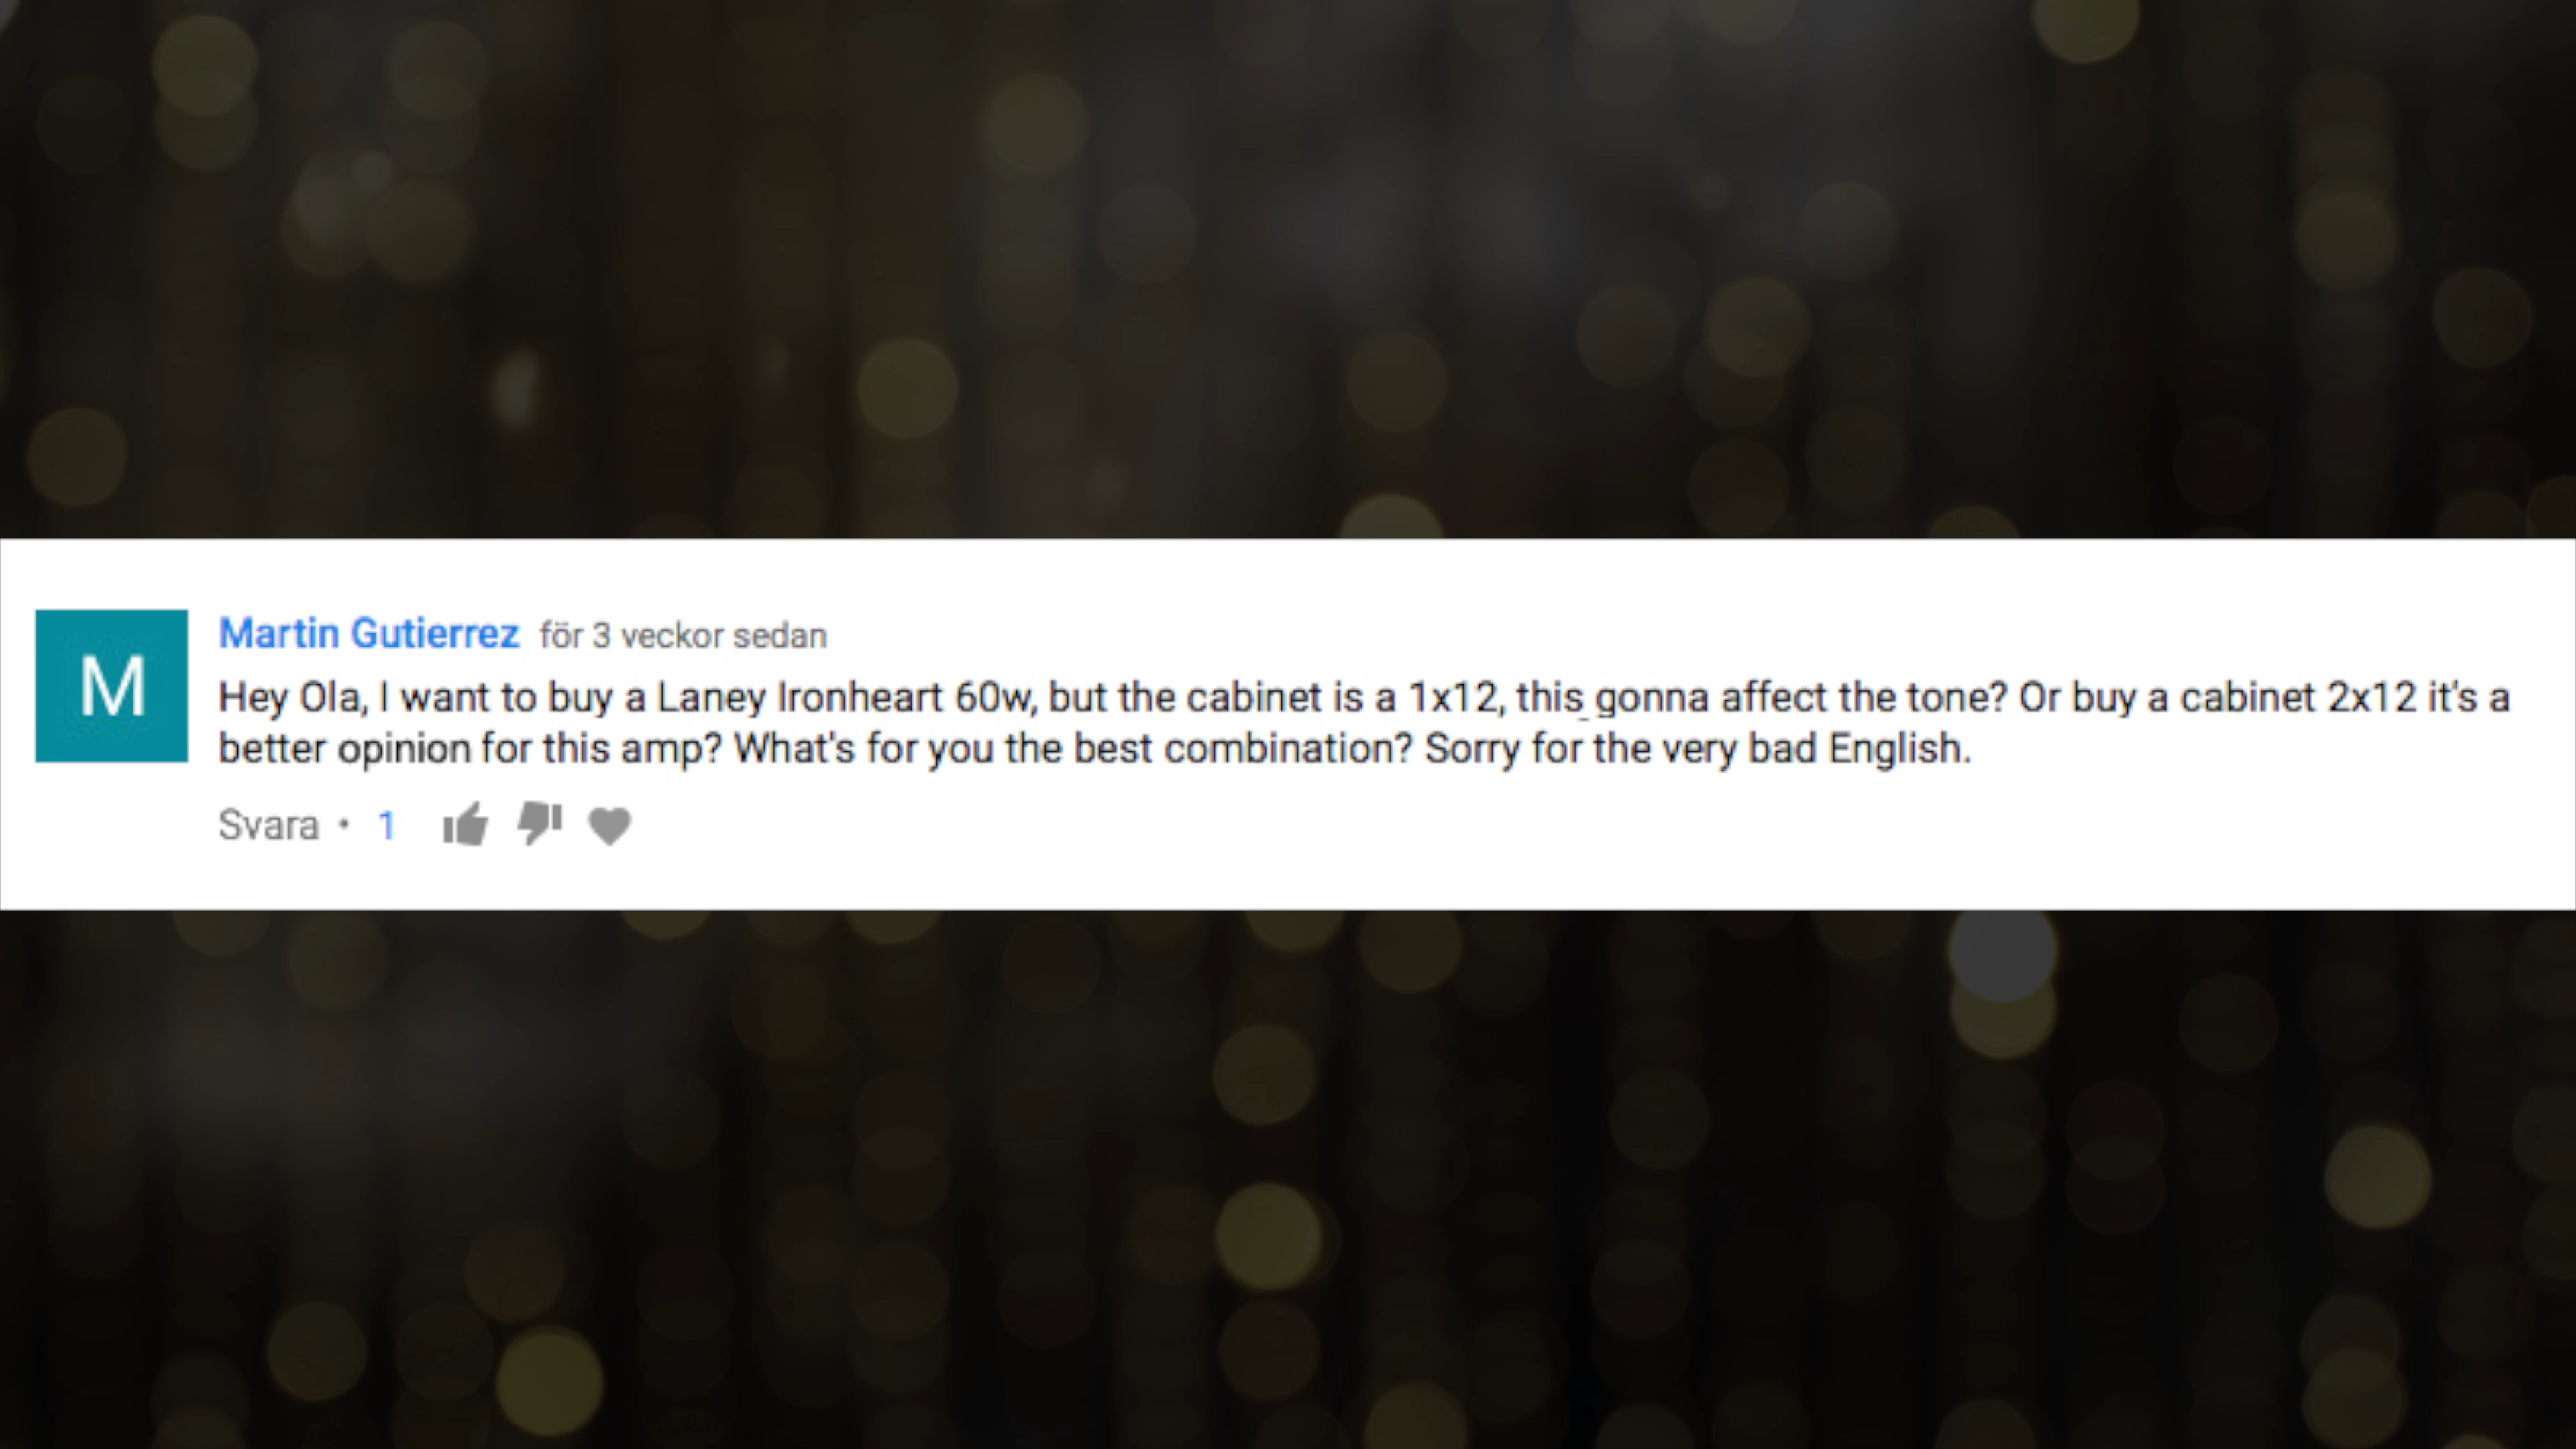 M
Martin Gutierrez för 3 veckor sedan
Hey Ola, I want to buy a Laney Ironheart 60w, but the cabinet is a 1x12, this gonna affect the tone? Or buy a cabinet 2x12 it's a
better opinion for this amp? What's for you the best combination? Sorry for the very bad English.
Svara • 1